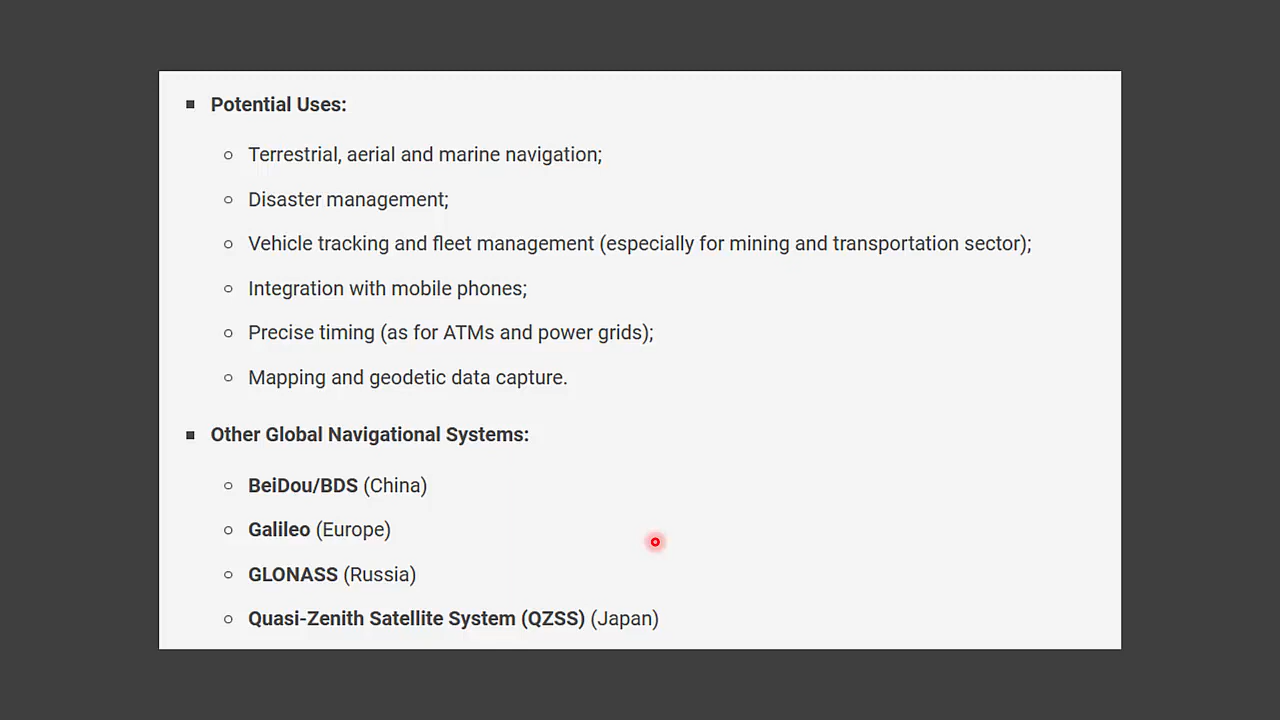 Potential Uses:
Terrestrial, aerial and marine navigation;
Disaster management;
Vehicle tracking and fleet management (especially for mining and transportation sector);
Integration with mobile phones;
Precise timing (as for ATMs and power grids);
Mapping and geodetic data capture.
Other Global Navigational Systems:
BeiDou/BDS (China)
Galileo (Europe)
GLONASS (Russia)
Quasi-Zenith Satellite System (QZSS) (Japan)